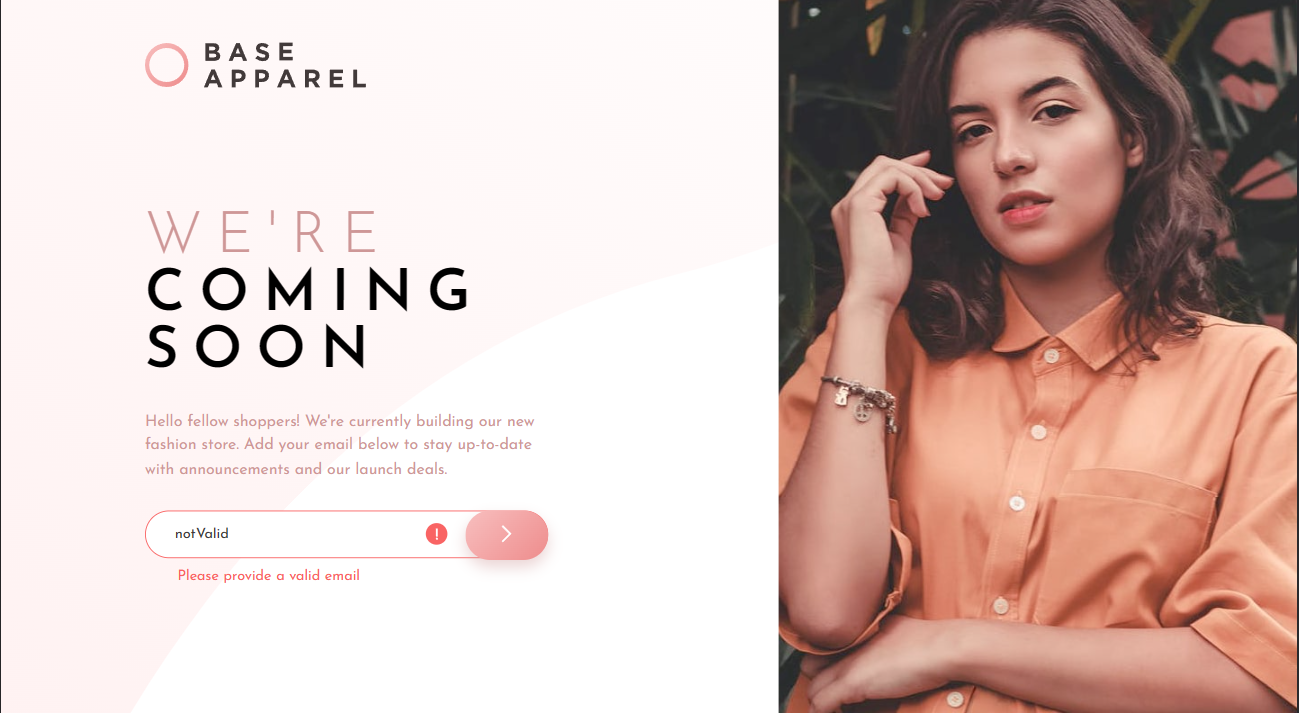 BASE
APPAREL
WE'RE
COMING
SOON
Hello fellow shoppers! We're currently building our new
fashion store. Add your email below to stay up-to-date
with announcements and our launch deals.
notValid
!
Please provide a valid email